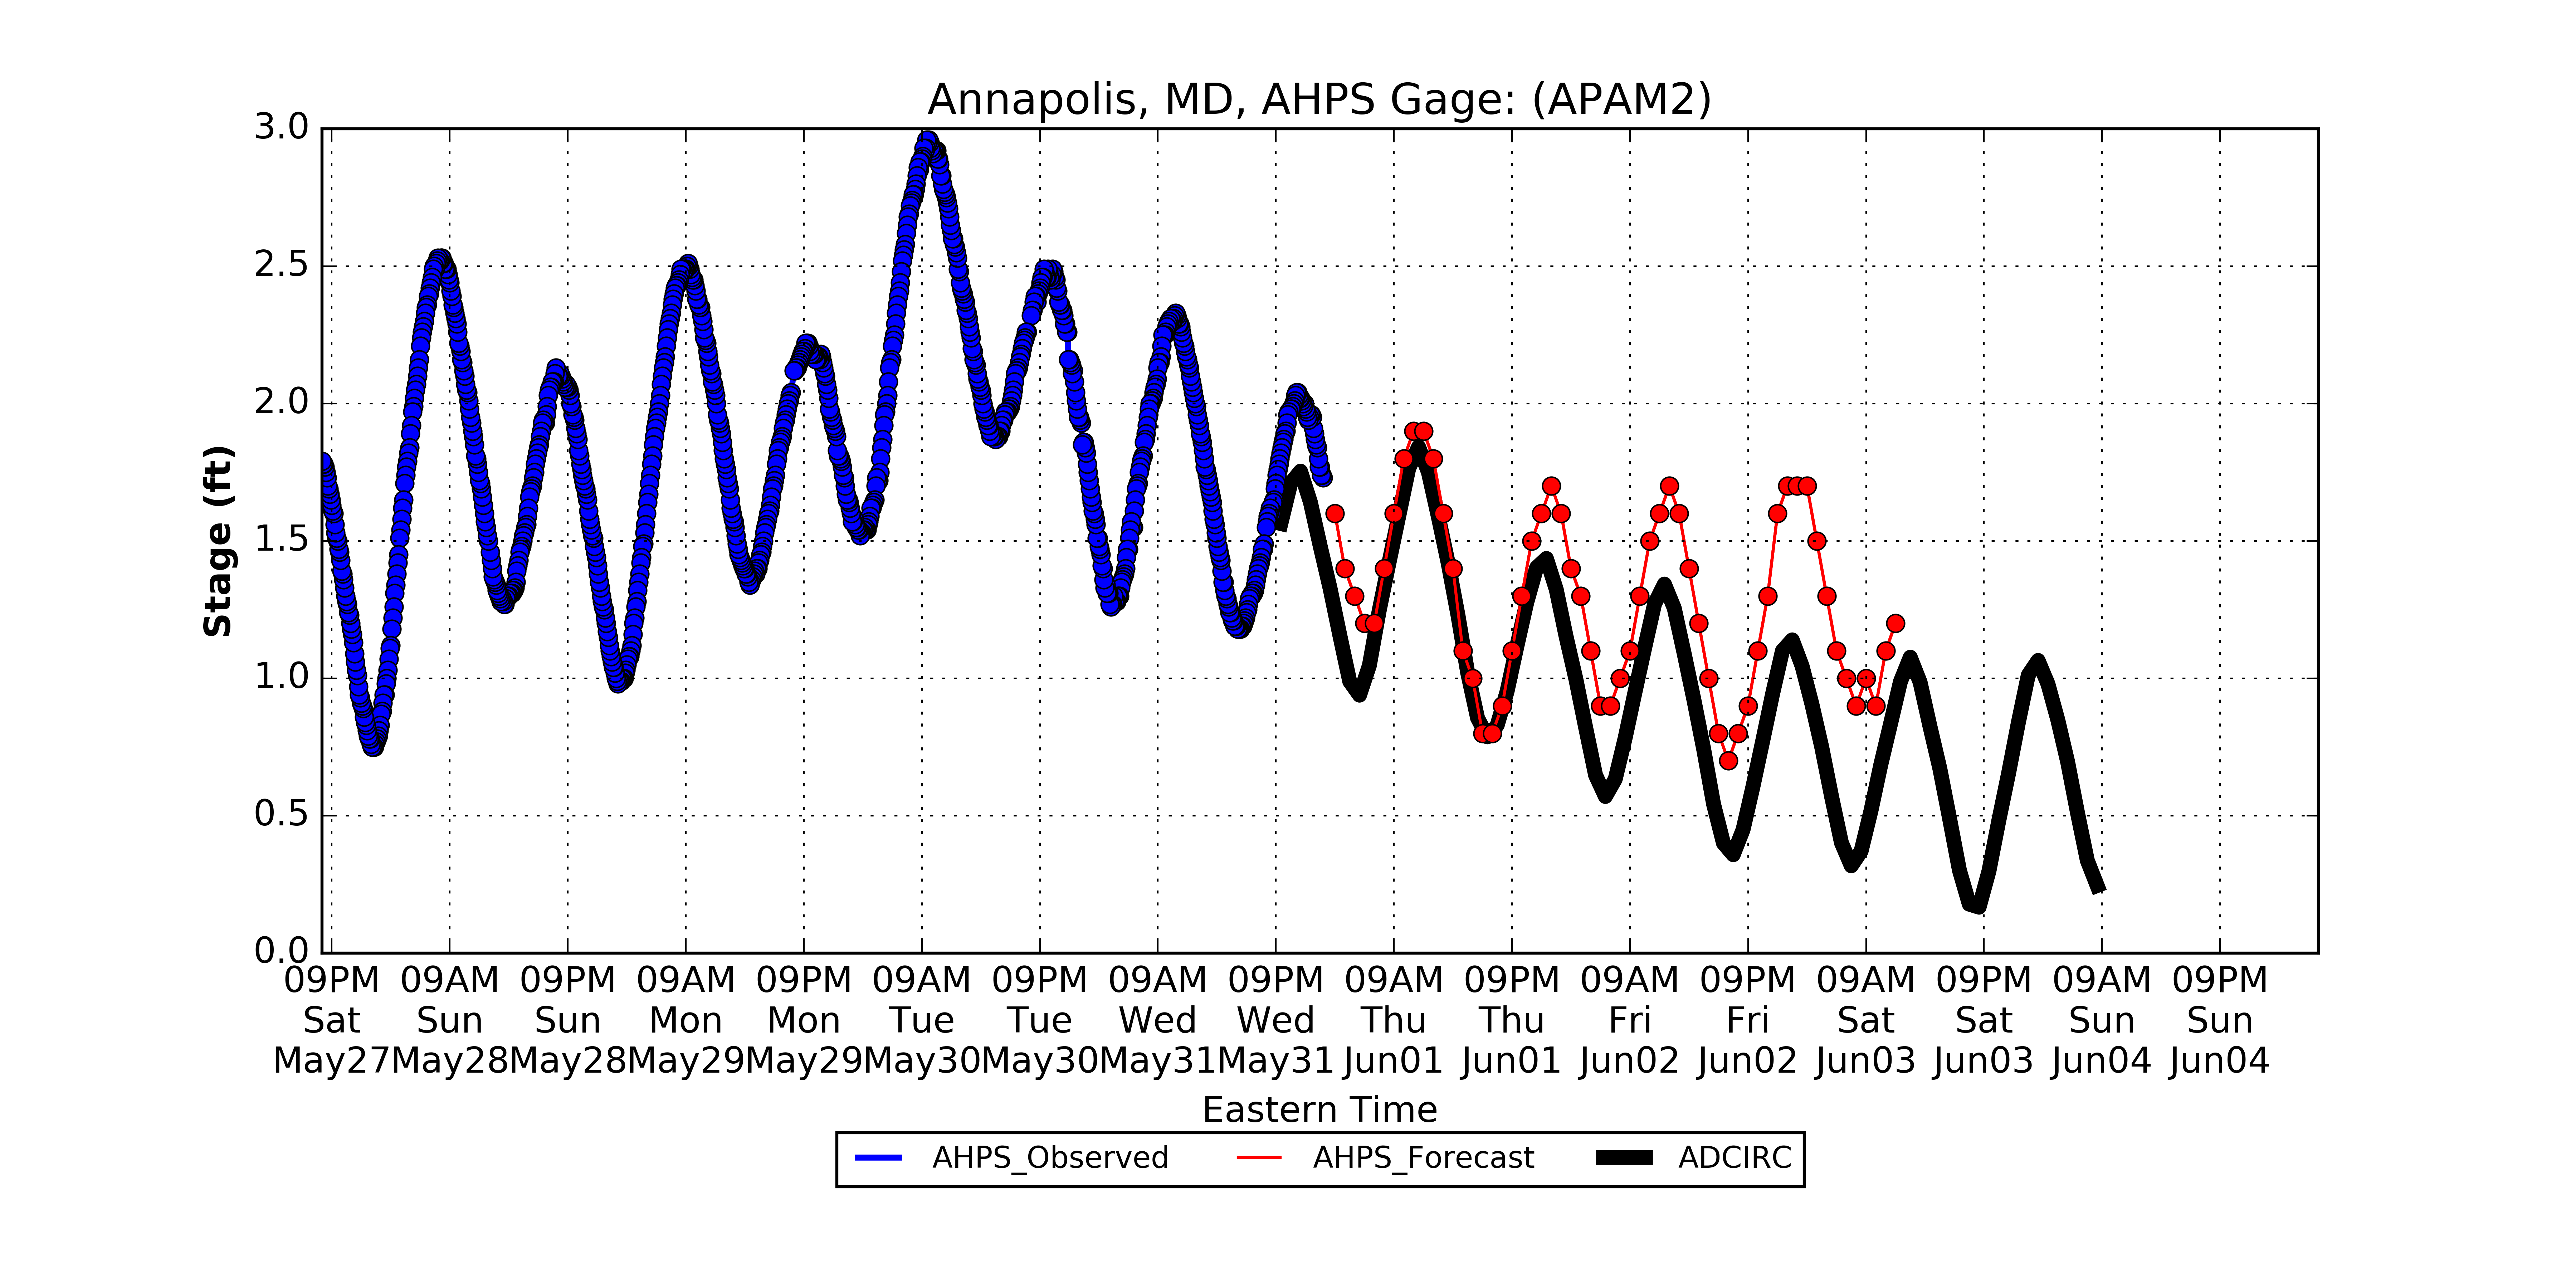 Annapolis, MD, AHPS Gage: (APAM2)
3.0
2.5
2.0
1.5
1.0
0.5
0.0
Stage (ft)
09PM 09AM 09PM 09AM 09PM 09AM 09PM 09AM 09PM 09AM 09PM 09AM 09PM 09AM 09PM 09AM 09PM
Sat Sun Sun Mon Mon Tue Tue Wed Wed Thu Thu Fri Fri Sat Sat Sun Sun
May27 May28 May28 May29 May29 May30 May30 May31 May31 Jun01 Jun01 Jun02 Jun02 Jun03 Jun03 Jun04 Jun04
Eastern Time
AHPS_Observed AHPS_Forecast ADCIRC